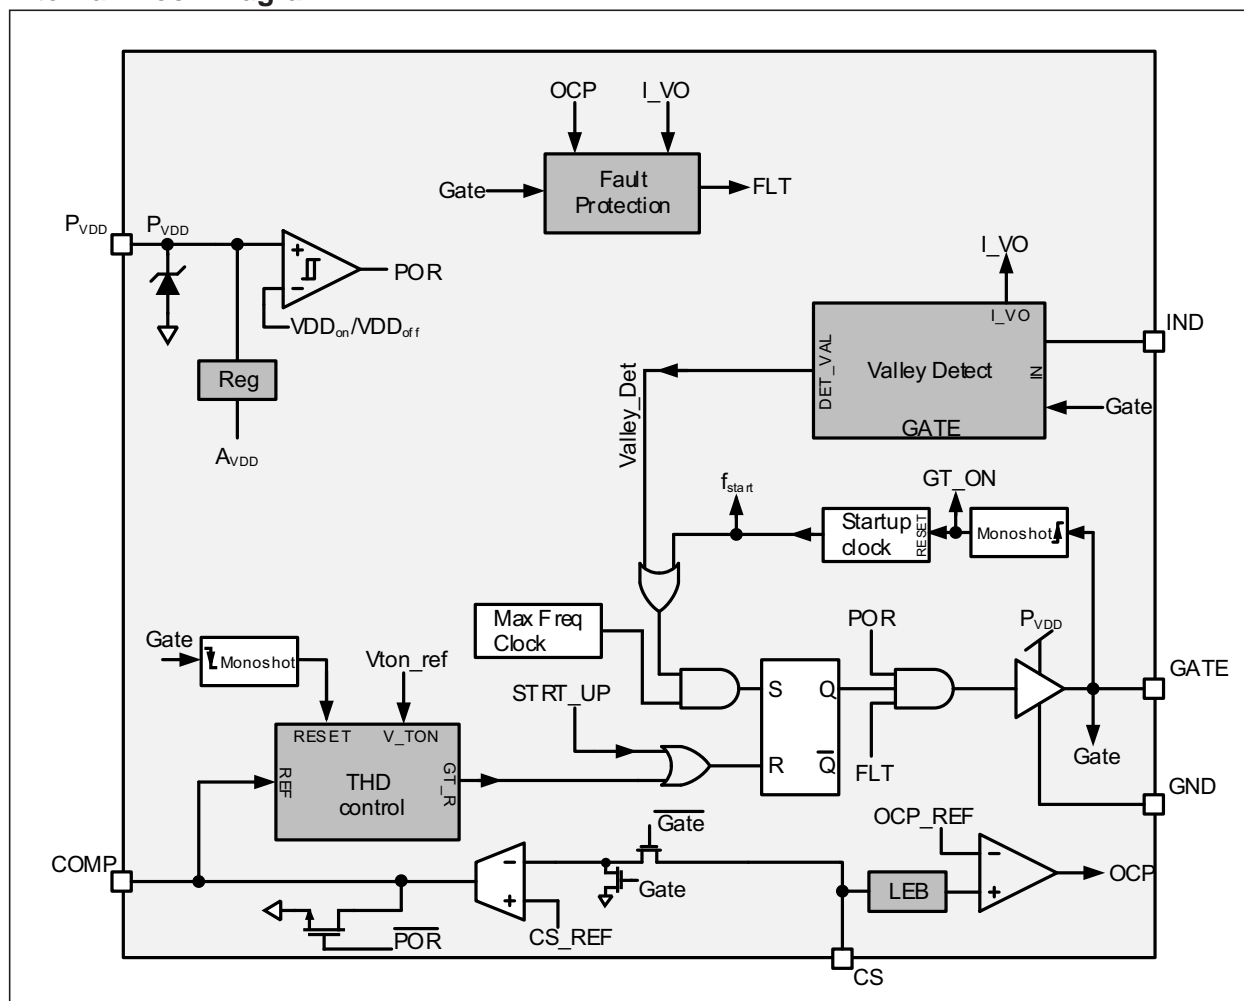 OCP
I_VO
Gate
Fault
Protection
FLT
PVDD
PVDD
+
−
POR
VDDon/VDDoff
Reg
AVDD
I_VO
I_VO
IND
DET_VAL
Valley Detect
IN
Gate
GATE
Valley_Det
fstart
GT_ON
Startup
clock
RESET
Monoshot
Max Freq
Clock
POR
PVDD
Gate
Monoshot
Vton_ref
STRT_UP
S
Q
GATE
RESET
V_TON
REF
THD
control
GT_R
R
Q̅
FLT
Gate
GND
G̅a̅t̅e̅
OCP_REF
COMP
−
Gate
LEB
−
+
OCP
+
P̅O̅R̅
CS_REF
CS